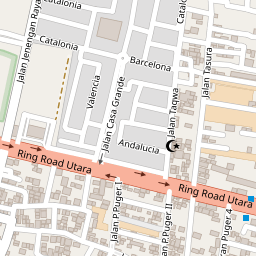 Catalonia
Catalonia
Barcelona
Valencia
Jalan Jenengan Raya
Jalan Casa Grande
Catalo
Jalan Tasura
Jalan Taqwa
Andalucia
Ring Road Utara
Ring Road Utara
Jalan P.Puger I
Jalan P.Puger II
Puger 4